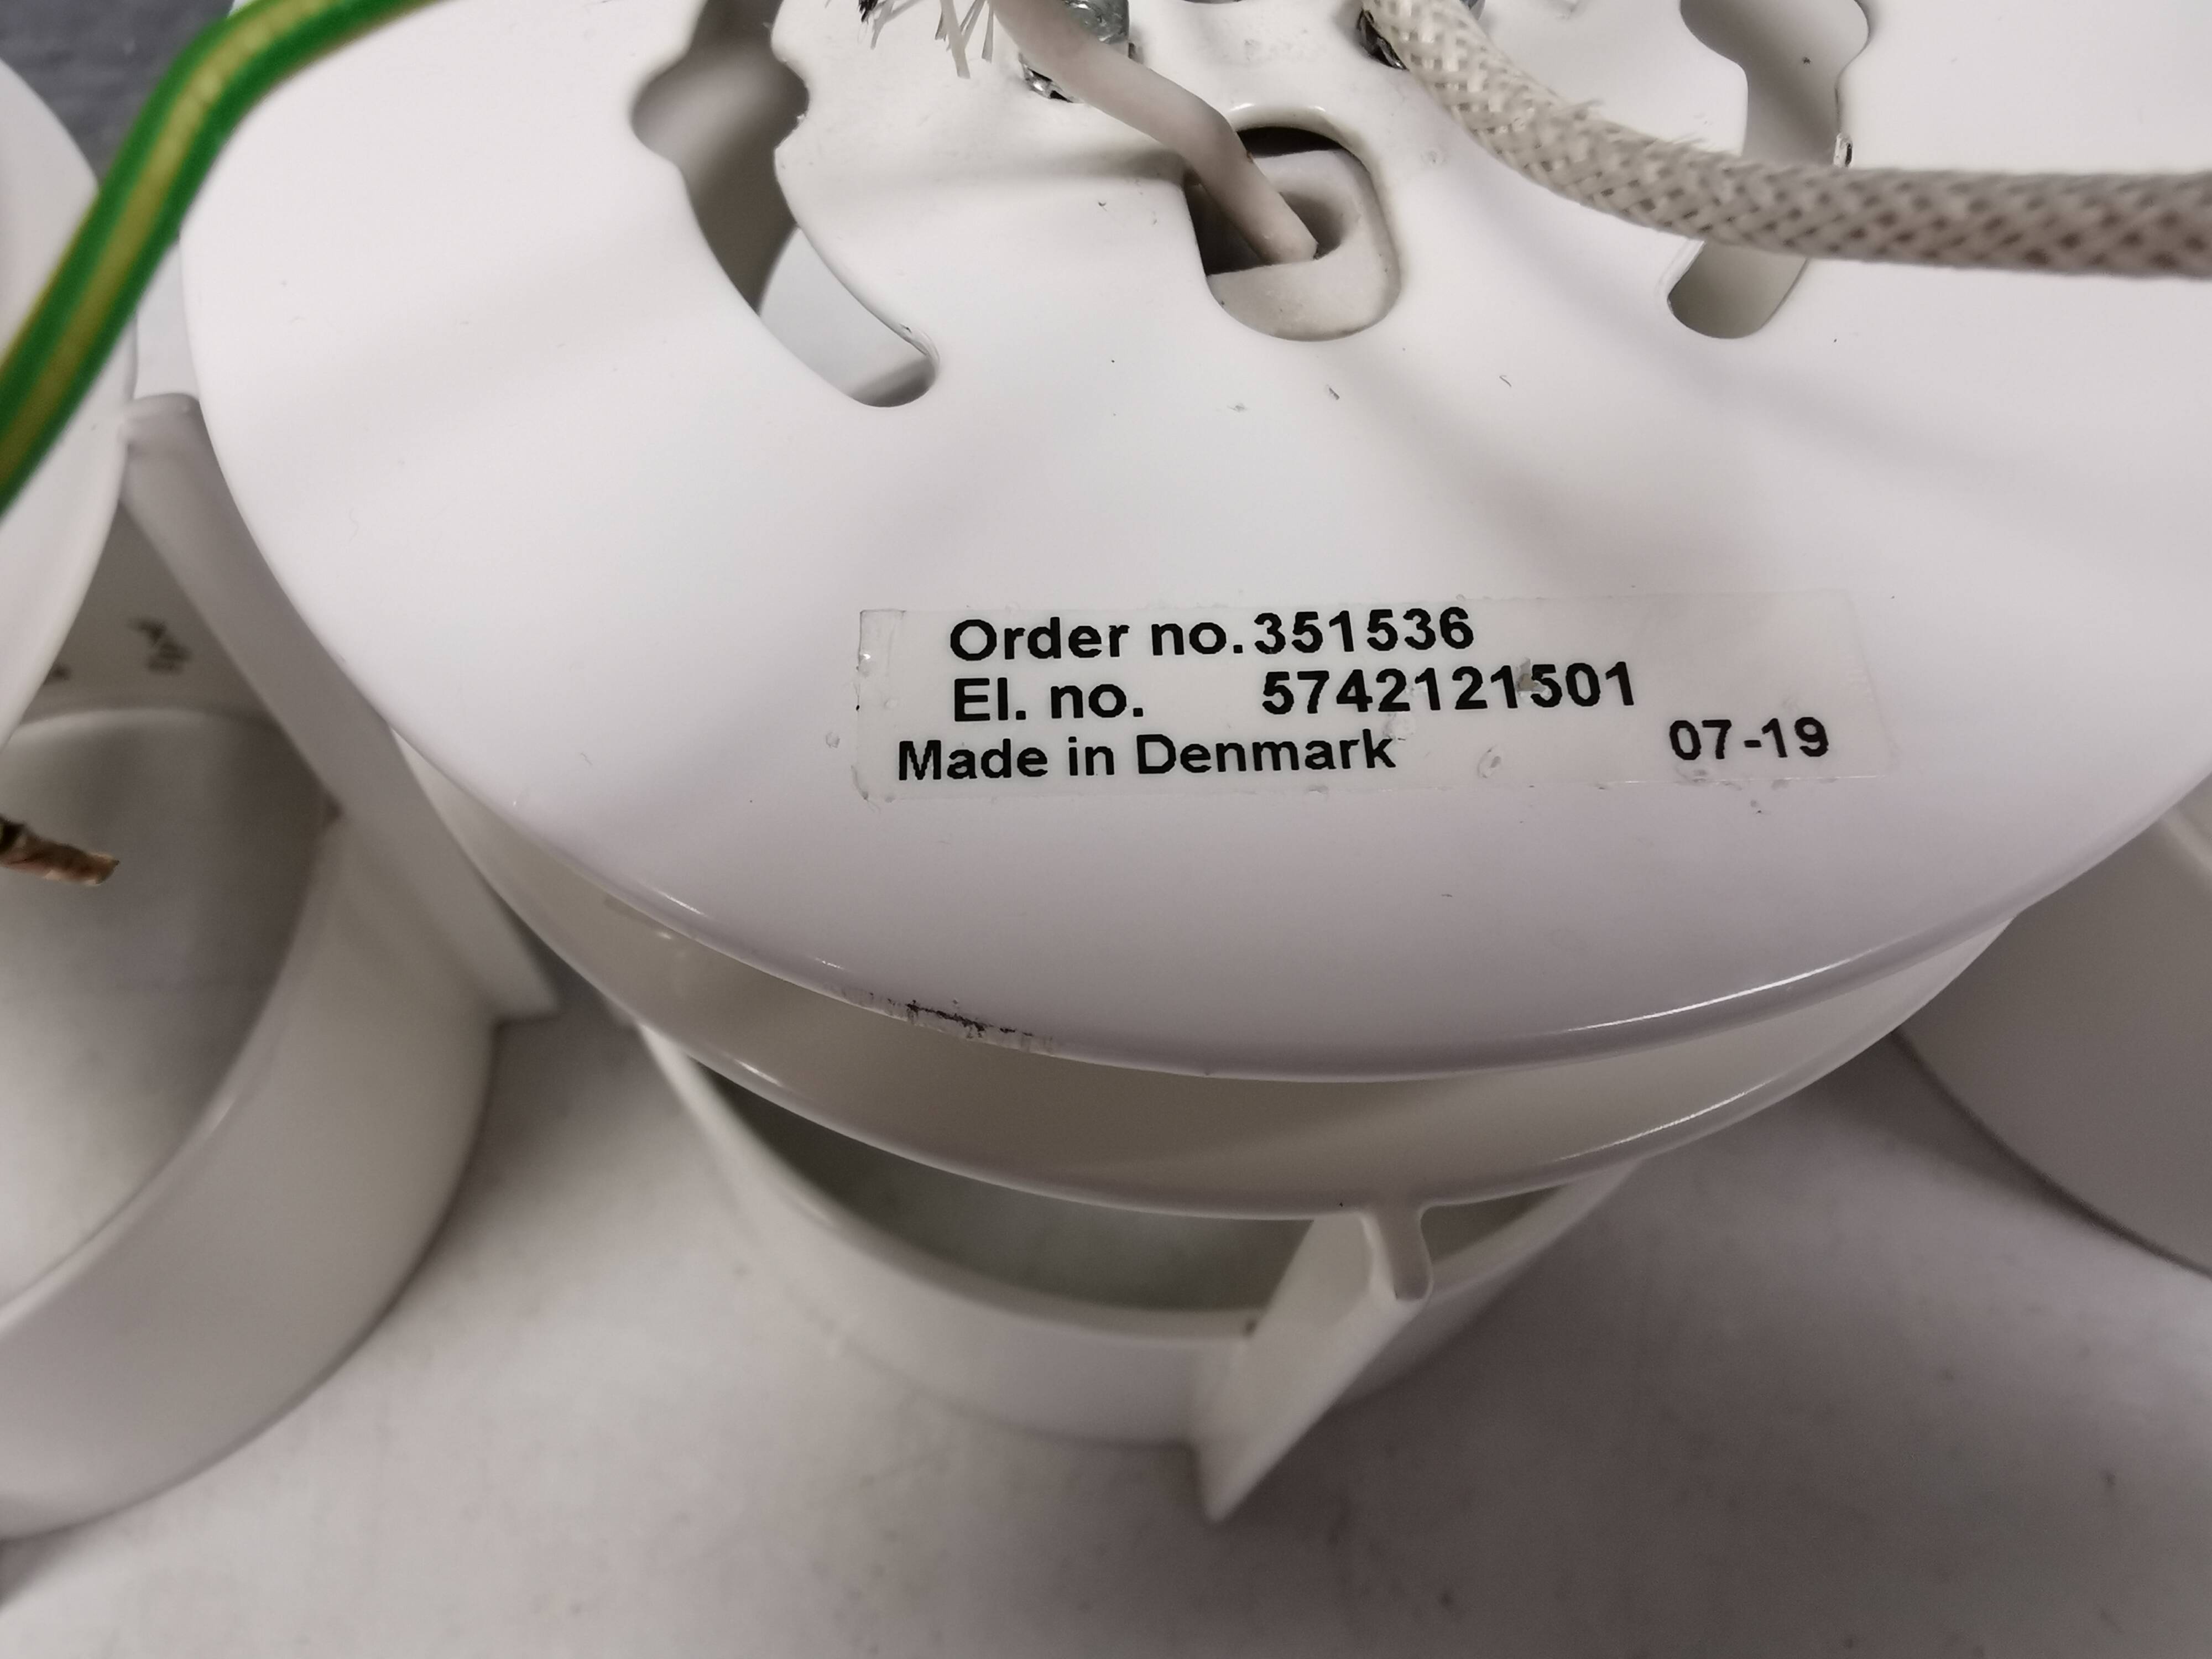 Order no. 351536
El. no. 5742121501
Made in Denmark 07-19